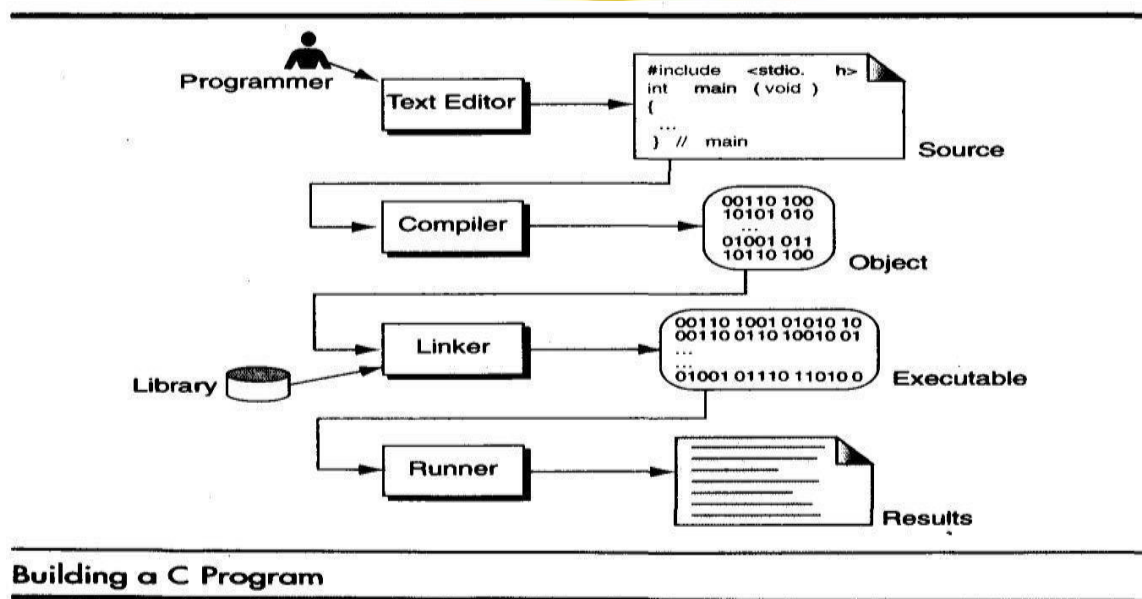 Programmer
Text Editor
#include <stdio. h>
int main ( void )
{
...
} // main
Source
Compiler
00110 100
10101 010
...
01001 011
10110 100
Object
Library
Linker
00110 1001 01010 10
00110 0110 10010 01
...
...
01001 01110 11010 0
Executable
Runner
Results
Building a C Program